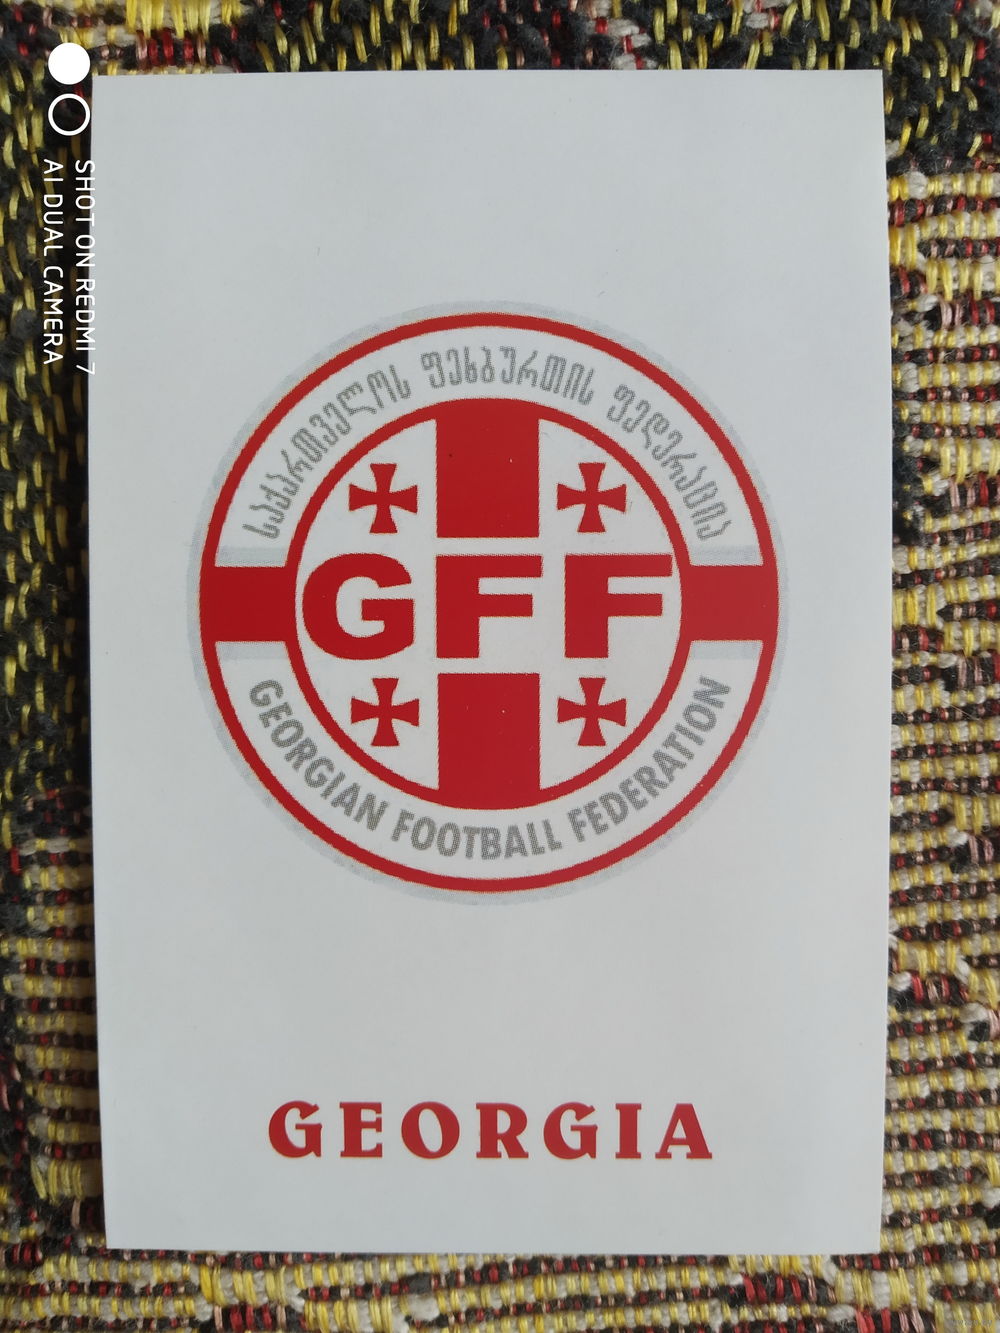 SHOT ON REDMI 7
AI DUAL CAMERA
საქართველოს ფეხბურთის ფედერაცია
GFF
GEORGIAN FOOTBALL FEDERATION
GEORGIA